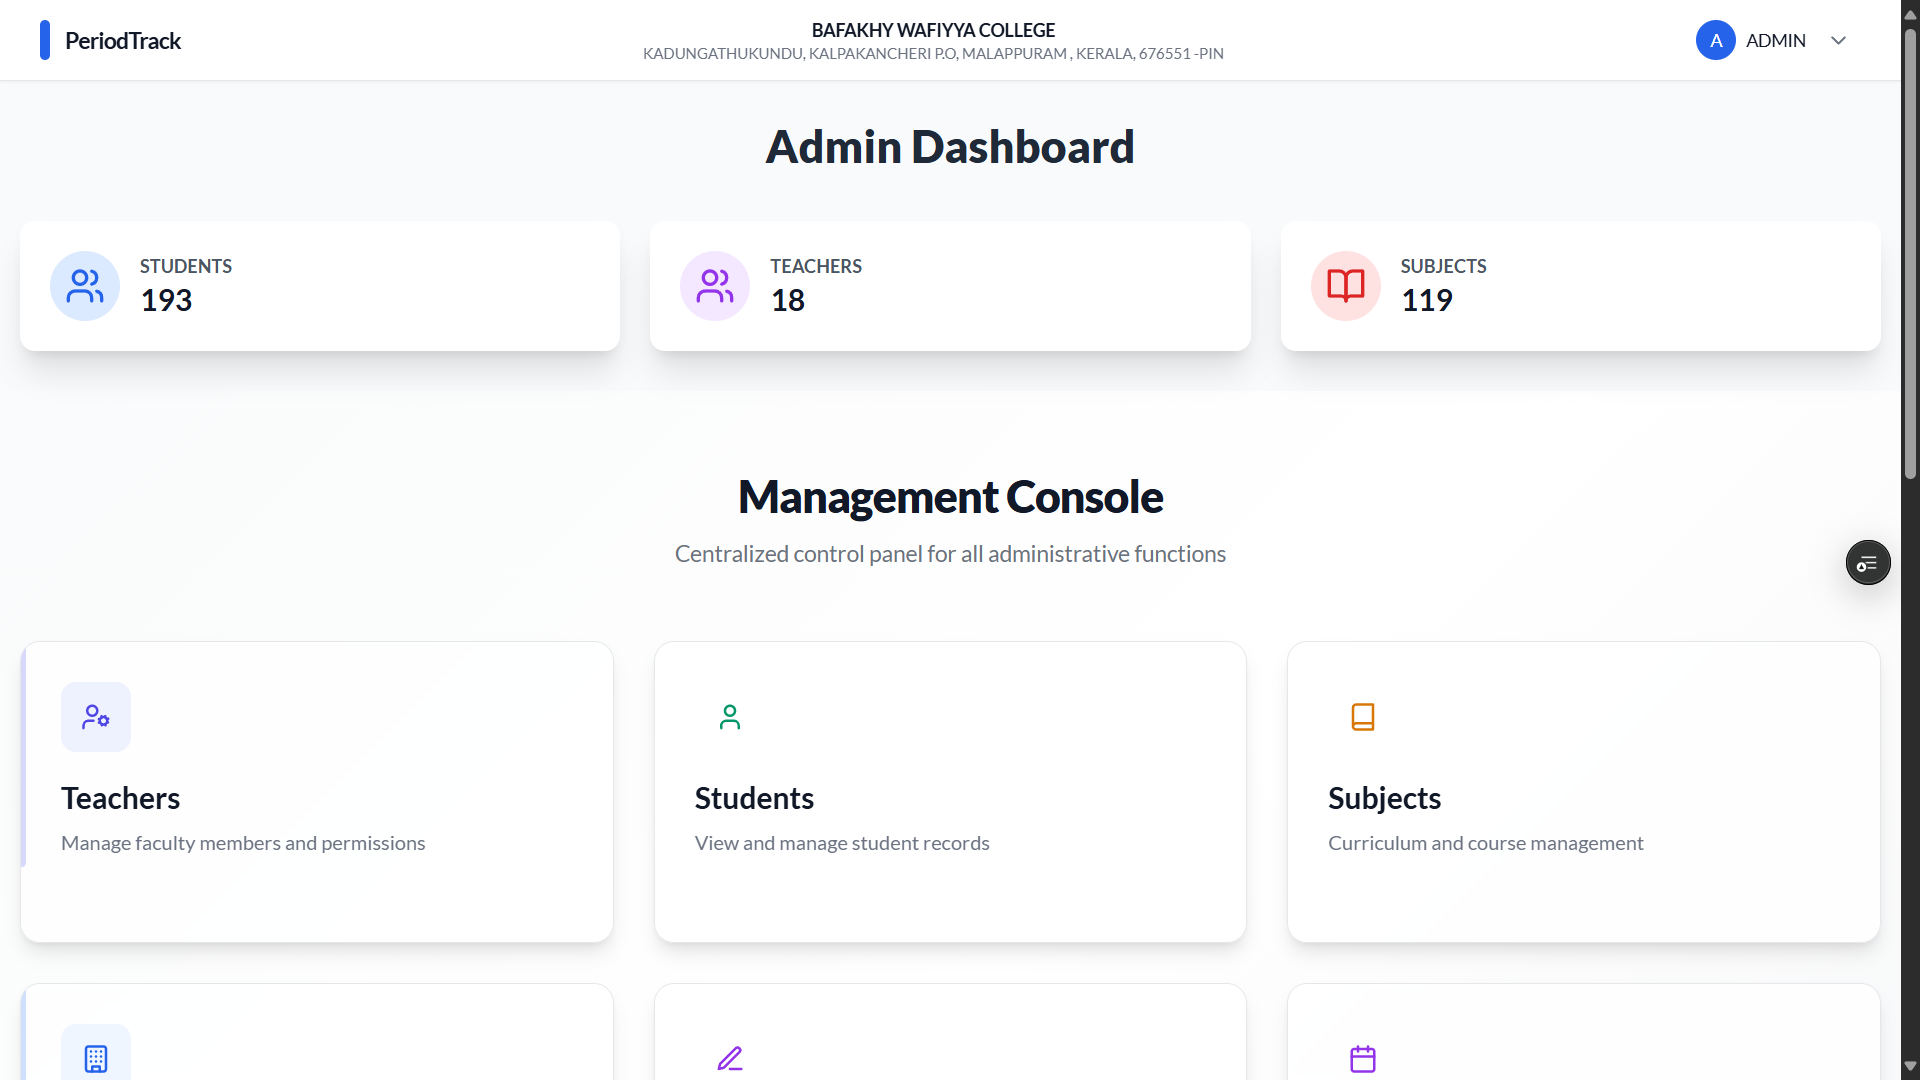 PeriodTrack
BAFAKHY WAFIYYA COLLEGE
KADUNGATHUKUNDU, KALPAKANCHERI P.O, MALAPPURAM , KERALA, 676551 -PIN
A
ADMIN
Admin Dashboard
STUDENTS
193
TEACHERS
18
SUBJECTS
119
Management Console
Centralized control panel for all administrative functions
Teachers
Manage faculty members and permissions
Students
View and manage student records
Subjects
Curriculum and course management